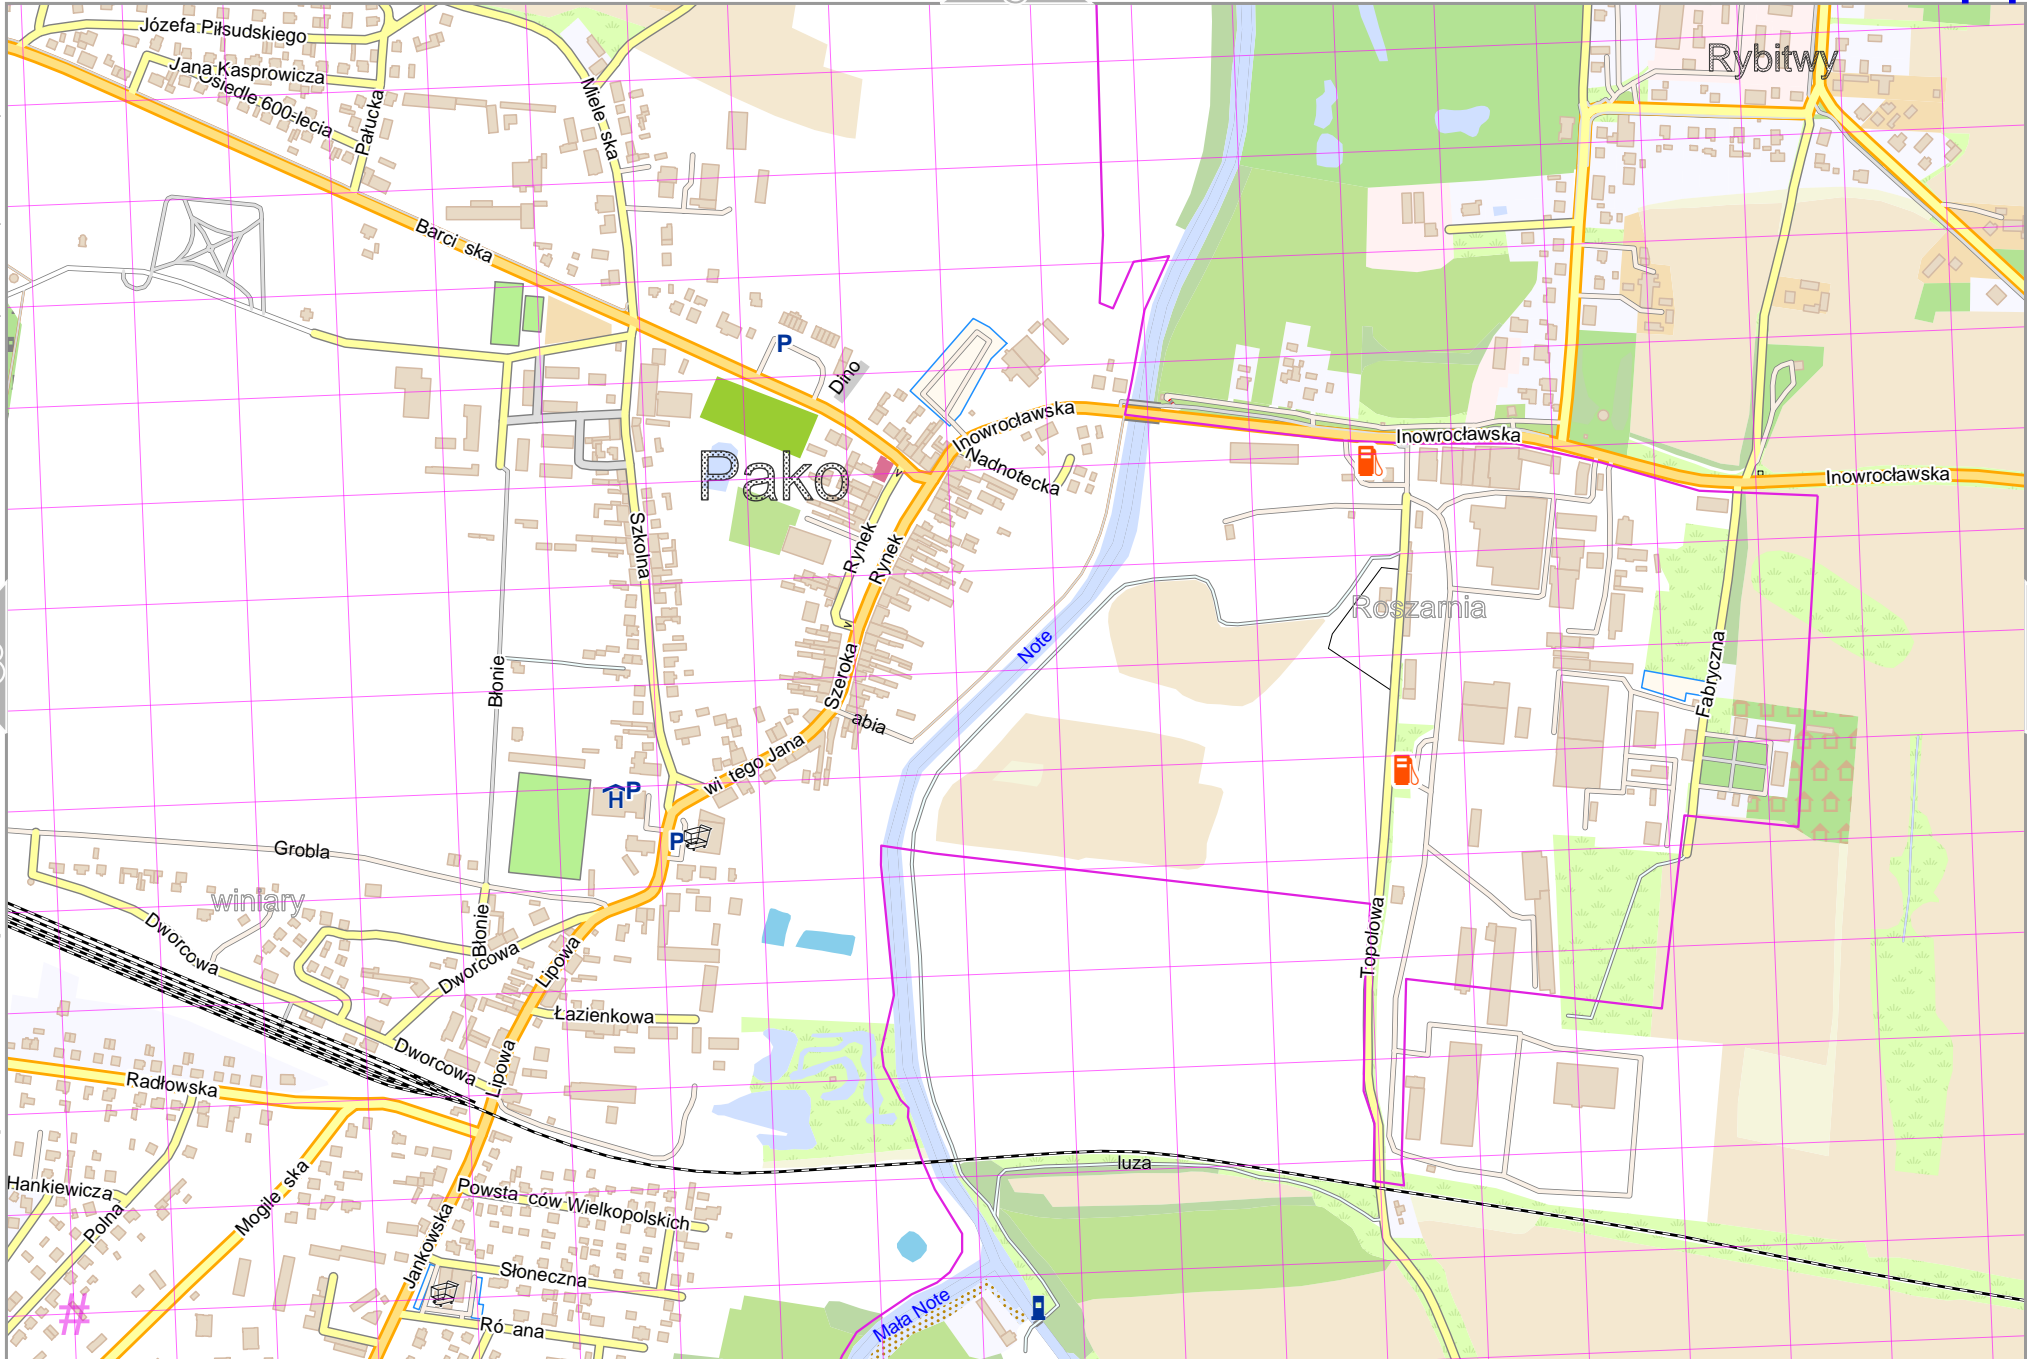 Józefa Piłsudskiego
Rybitwy
Jana Kasprowicza
Osiedle 600-lecia
Pałucka
Miele ska
Barci ska
P
Dino
Inowrocławska
Inowrocławska
Nadnotecka
Inowrocławska
Pako
Szkolna
Rynek
Rynek
Roszarnia
Note
Błonie
Szeroka
Fabryczna
abia
wi tego Jana
H
P
P
Grobla
winiary
Błonie
Dworcowa
Dworcowa
Lipowa
Topolowa
Łazienkowa
Dworcowa
Lipowa
Radłowska
luza
Hankiewicza
Polna
Mogile ska
Powsta ców Wielkopolskich
Jankowska
Słoneczna
Mała Note
#
Ró ana